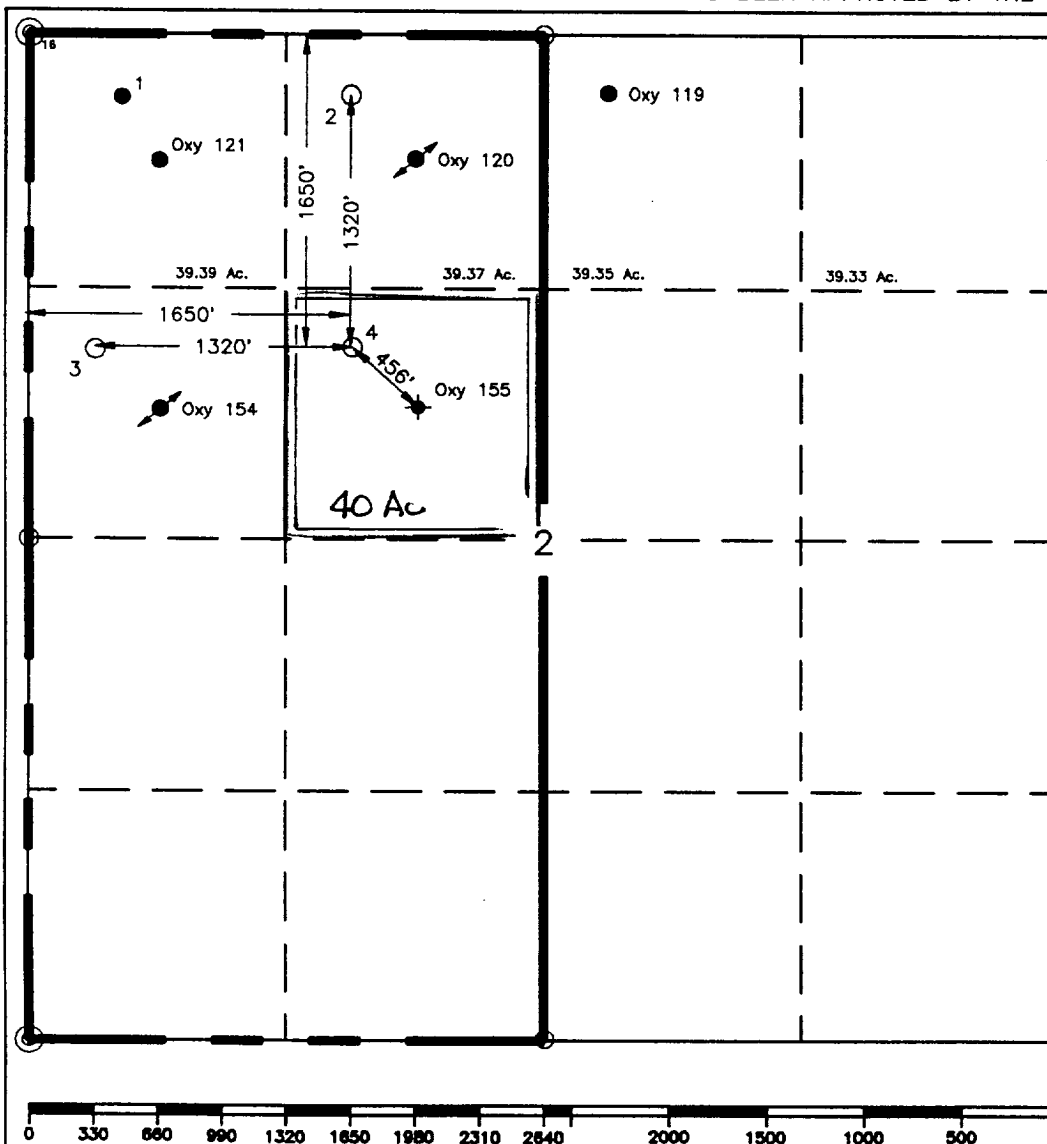 16
1
2
Oxy 119
Oxy 121
Oxy 120
1650'
1320'
39.39 Ac.
39.37 Ac.
39.35 Ac.
39.33 Ac.
1650'
4
1320'
3
456'
Oxy 155
Oxy 154
40 Ac
2
0 330 660 990 1320 1650 1980 2310 2640 2000 1500 1000 500